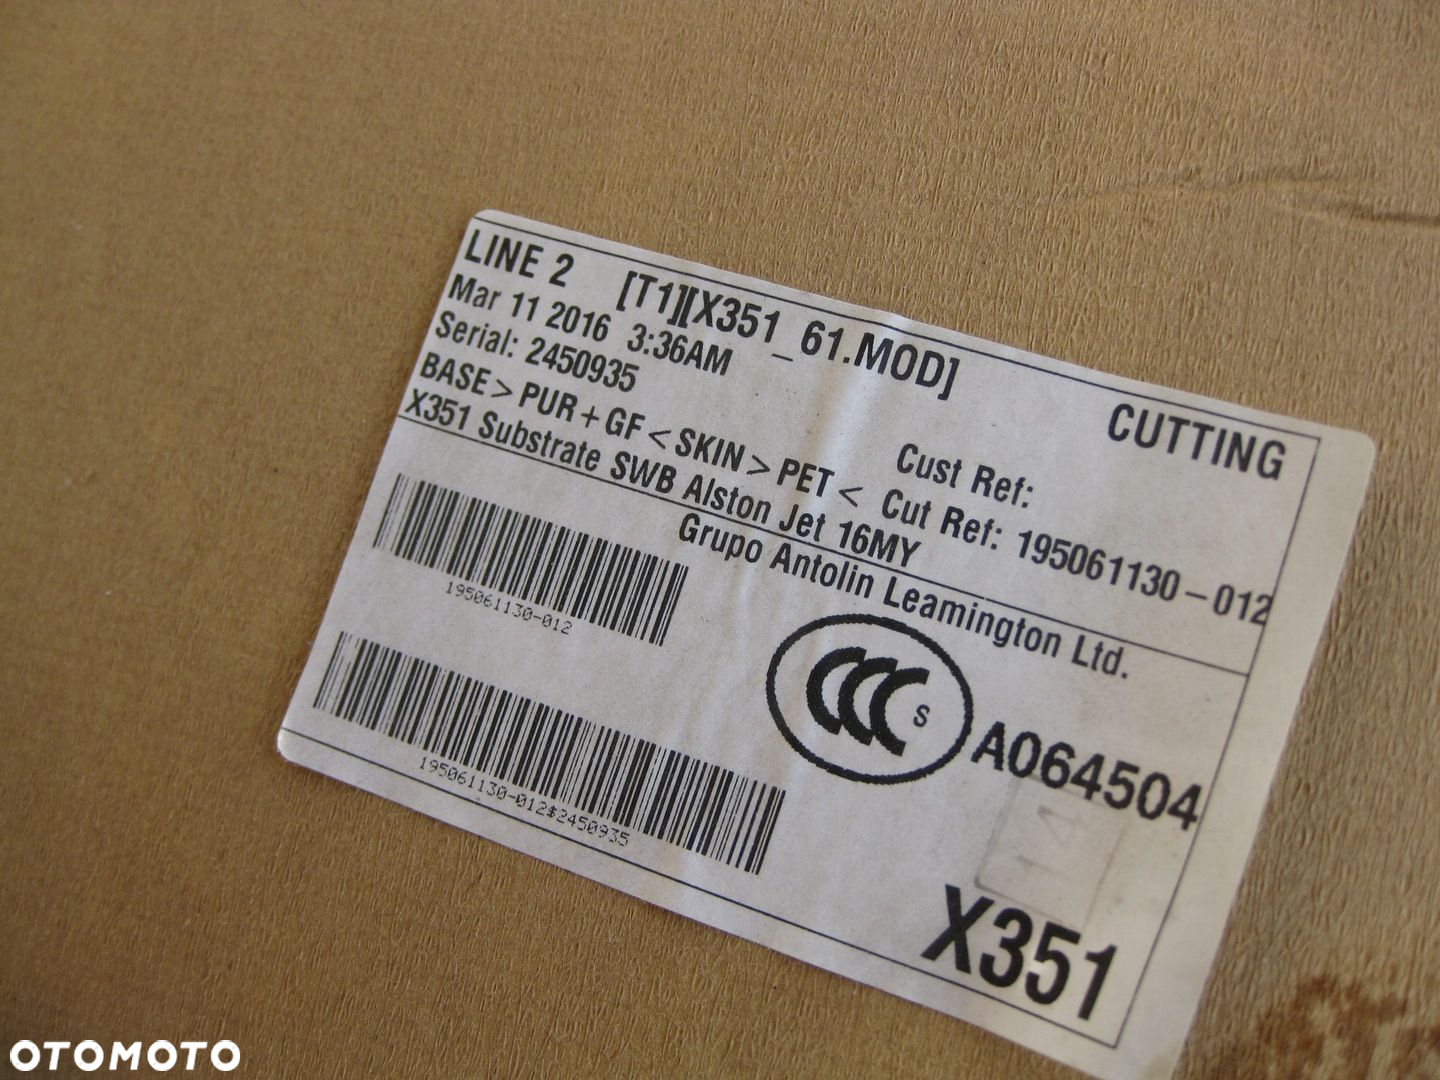 LINE 2 [T1][X351_61.MOD] CUTTING
Mar 11 2016 3:36AM
Serial: 2450935 Cust Ref:
BASE > PUR + GF < SKIN > PET < Cut Ref: 195061130-012
X351 Substrate SWB Alston Jet 16MY
Grupo Antolin Leamington Ltd.
195061130-012
CCC S A064504
195061130-012$2450935
X351
OTOMOTO